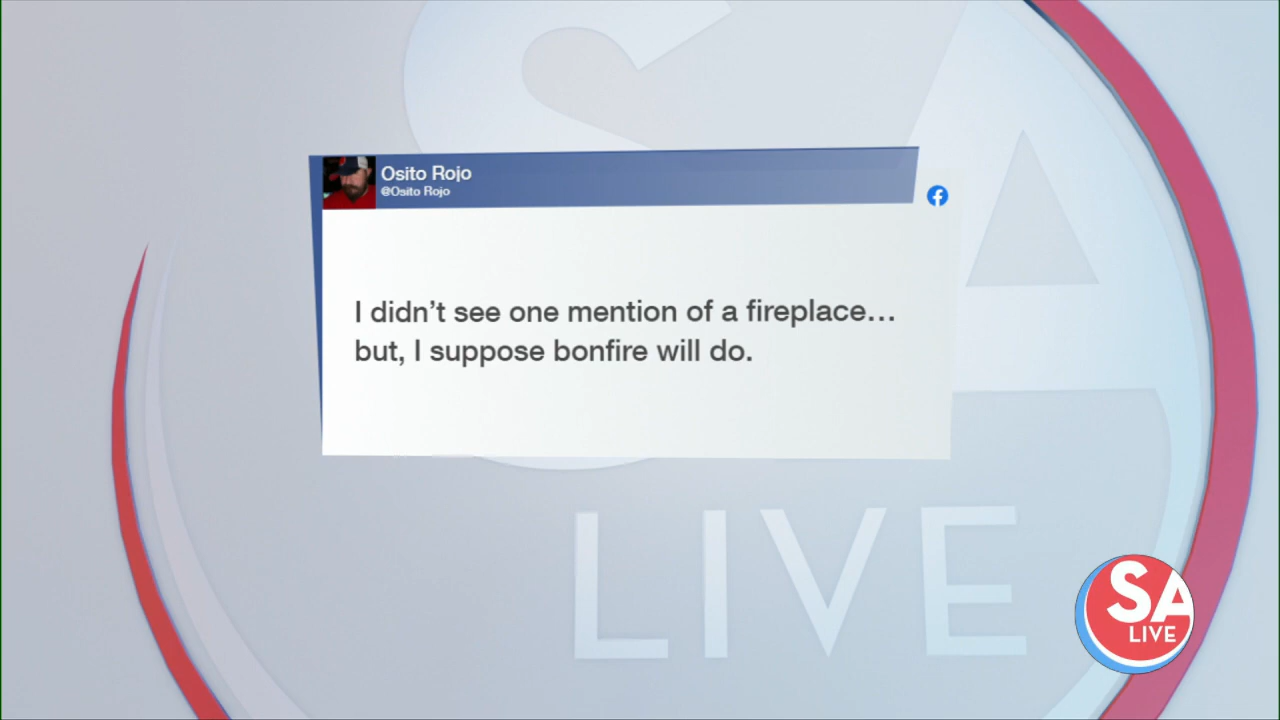 SA
Osito Rojo
@Osito Rojo
I didn't see one mention of a fireplace...
but, I suppose bonfire will do.
LIVE
SA
LIVE